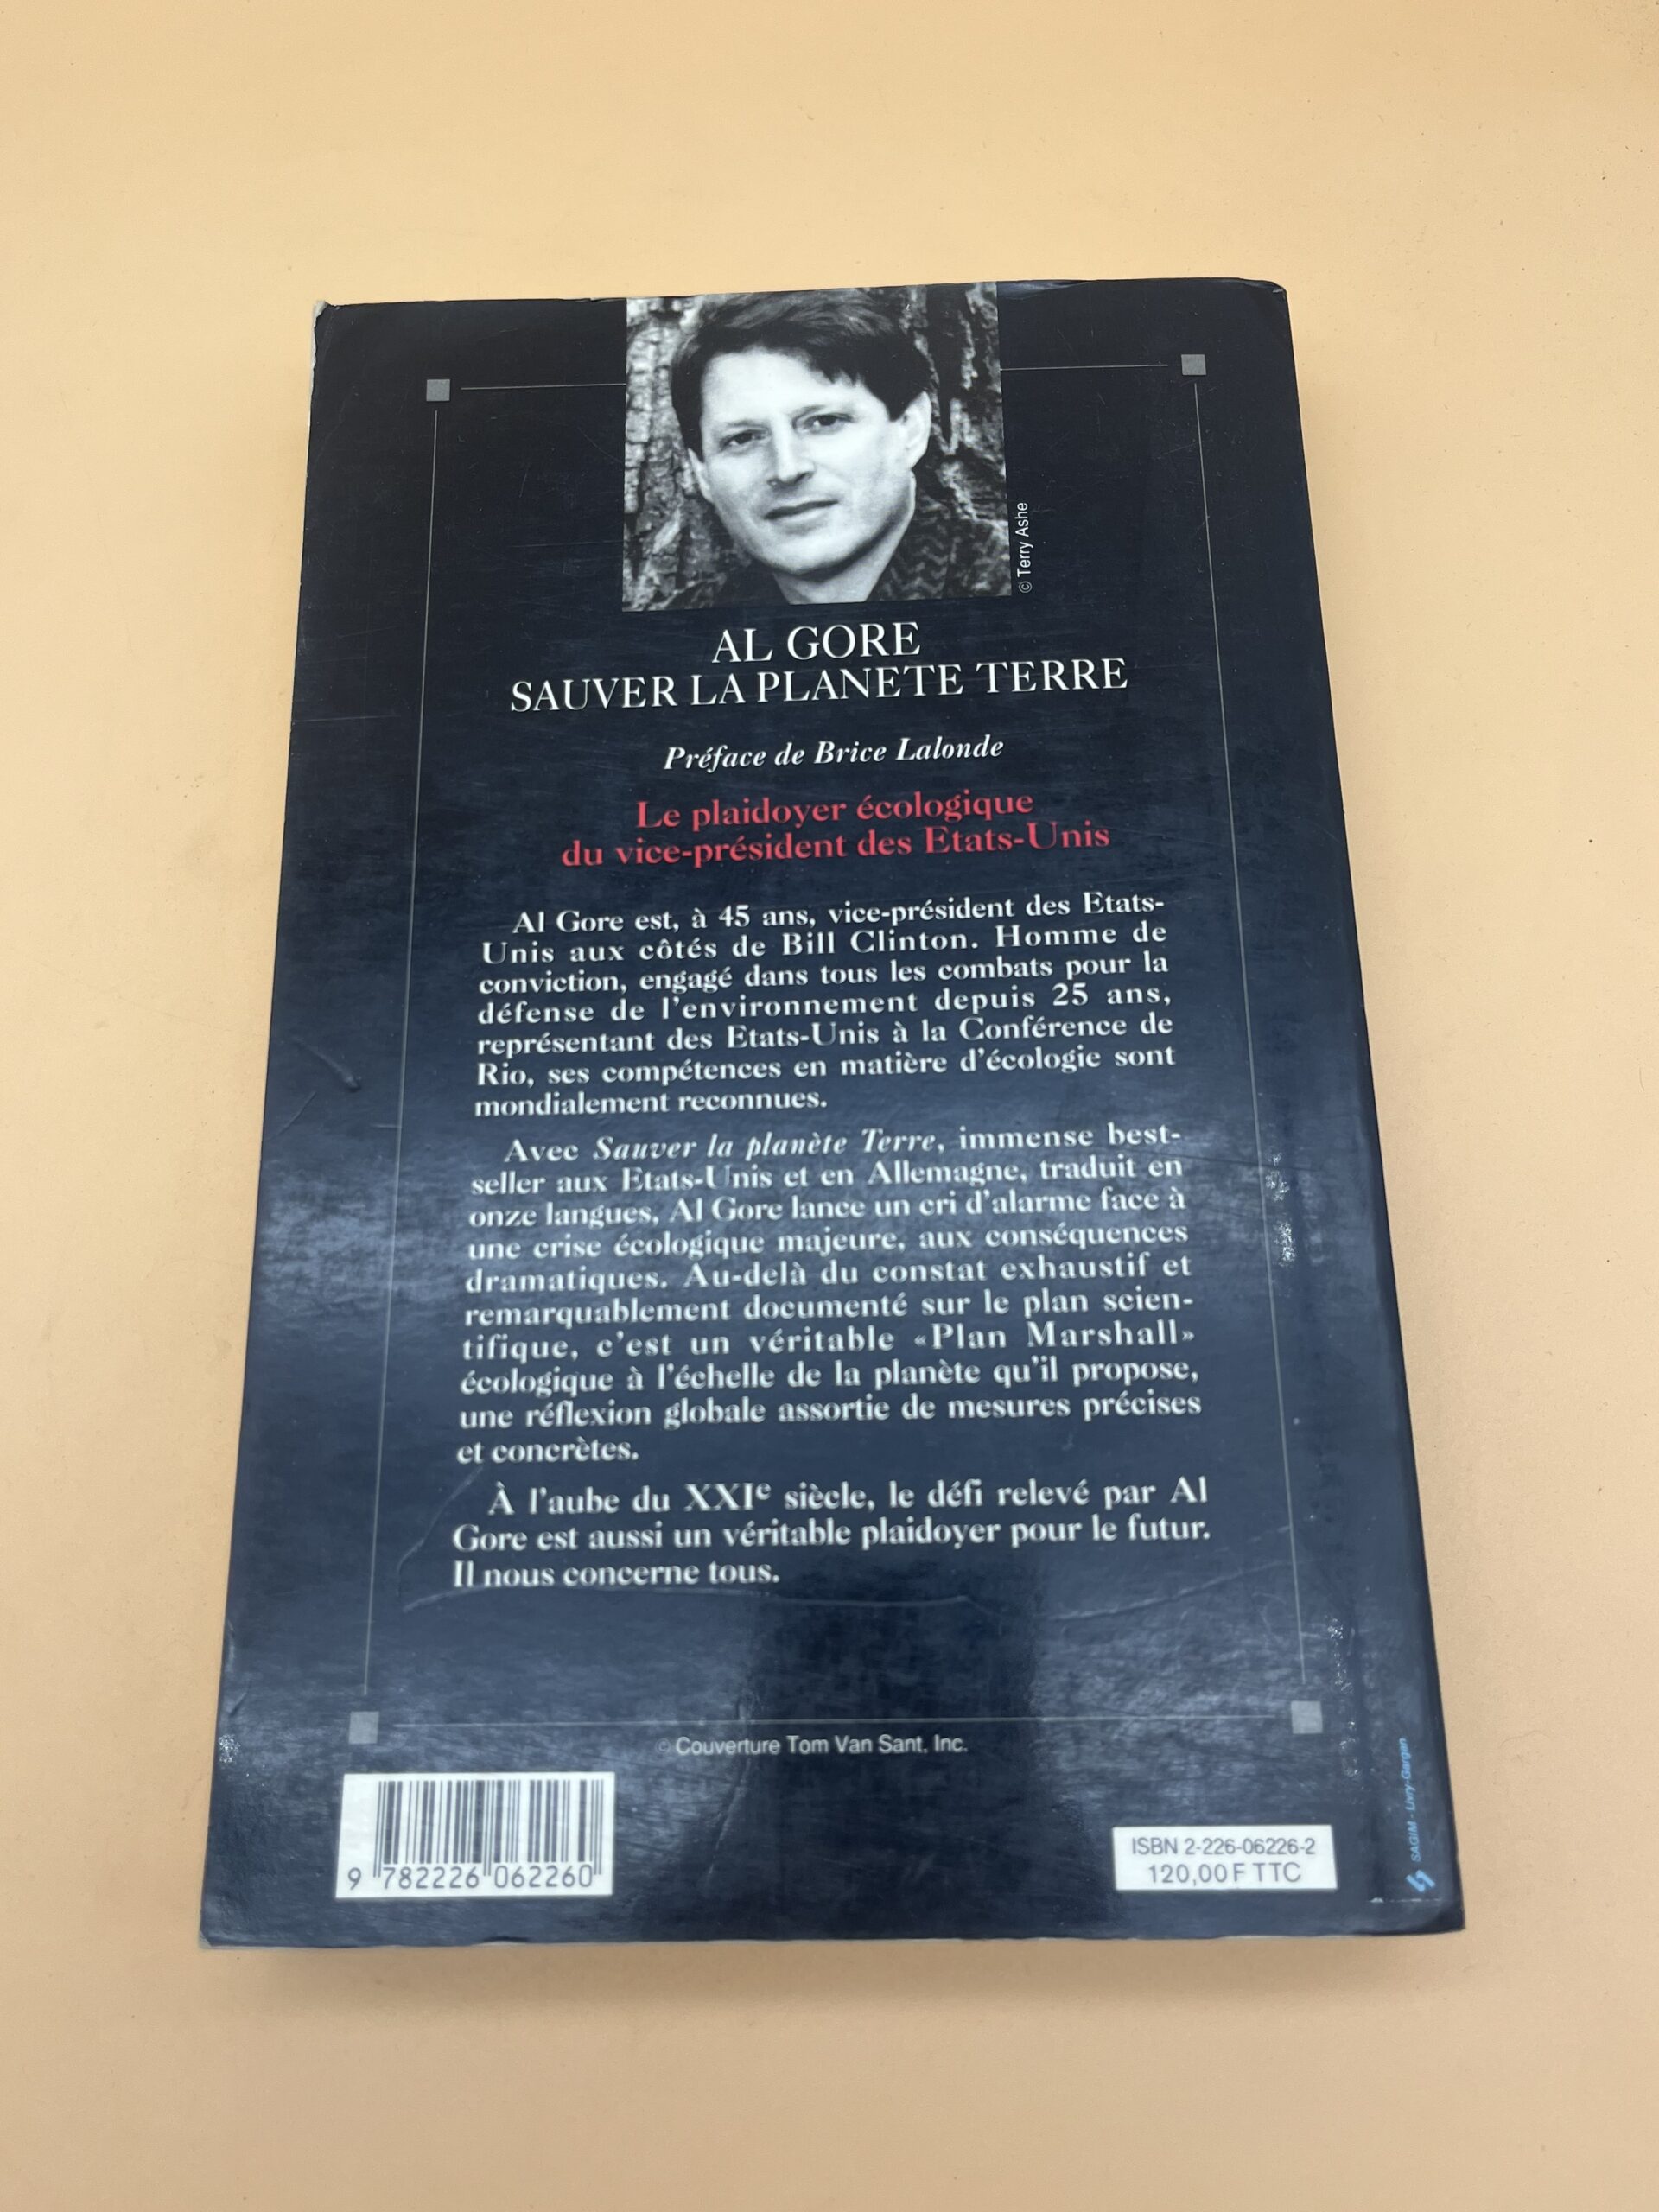 © Terry Ashe
AL GORE
SAUVER LA PLANETE TERRE
Préface de Brice Lalonde
Le plaidoyer écologique
du vice-président des Etats-Unis
Al Gore est, à 45 ans, vice-président des Etats-
Unis aux côtés de Bill Clinton. Homme de
conviction, engagé dans tous les combats pour la
défense de l'environnement depuis 25 ans,
représentant des Etats-Unis à la Conférence de
Rio, ses compétences en matière d'écologie sont
mondialement reconnues.
Avec Sauver la planète Terre, immense best-
seller aux Etats-Unis et en Allemagne, traduit en
onze langues, Al Gore lance un cri d'alarme face à
une crise écologique majeure, aux conséquences
dramatiques. Au-delà du constat exhaustif et
remarquablement documenté sur le plan scien-
tifique, c'est un véritable «Plan Marshall»
écologique à l'échelle de la planète qu'il propose,
une réflexion globale assortie de mesures précises
et concrètes.
À l'aube du XXIe siècle, le défi relevé par Al
Gore est aussi un véritable plaidoyer pour le futur.
Il nous concerne tous.
© Couverture Tom Van Sant, Inc.
9 782226 062260
ISBN 2-226-06226-2
120,00 F TTC
SAGIM - Livry-Gargan